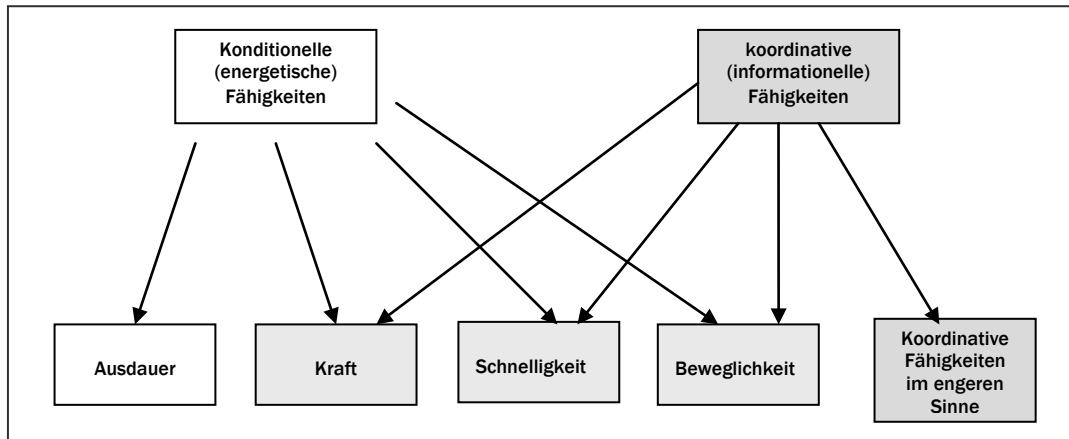 Konditionelle
(energetische)
Fähigkeiten
koordinative
(informationelle)
Fähigkeiten
Ausdauer
Kraft
Schnelligkeit
Beweglichkeit
Koordinative
Fähigkeiten
im engeren
Sinne